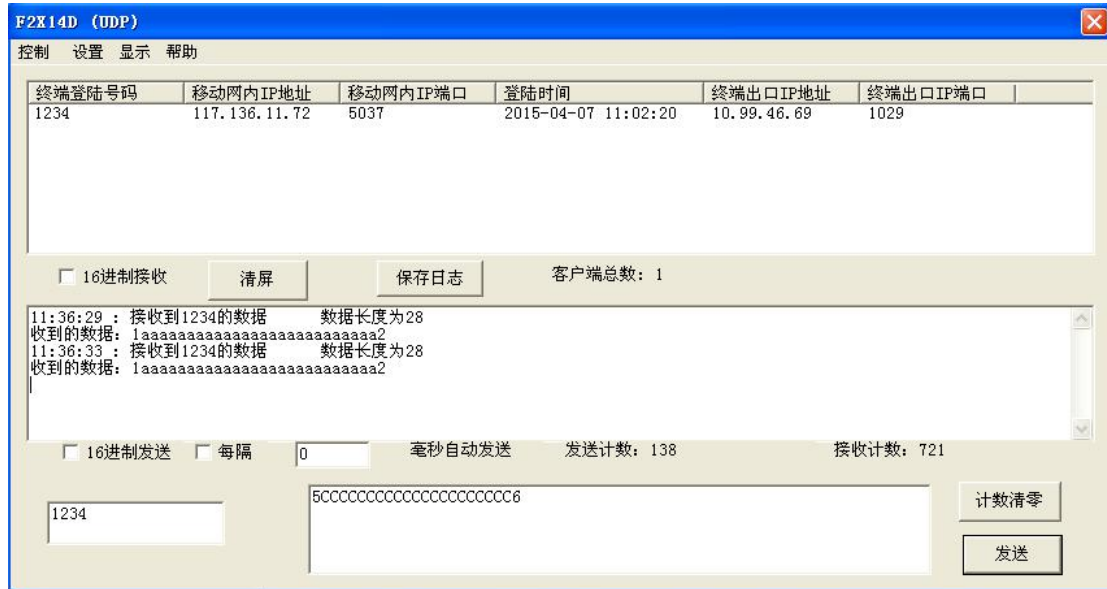 F2X14D (UDP)
控制 设置 显示 帮助
终端登陆号码 移动网内IP地址 移动网内IP端口 登陆时间 终端出口IP地址 终端出口IP端口
1234 117.136.11.72 5037 2015-04-07 11:02:20 10.99.46.69 1029
16进制接收 清屏 保存日志 客户端总数: 1
11:36:29 : 接收到1234的数据 数据长度为28
收到的数据: 1aaaaaaaaaaaaaaaaaaaaaaaaaa2
11:36:33 : 接收到1234的数据 数据长度为28
收到的数据: 1aaaaaaaaaaaaaaaaaaaaaaaaaa2
16进制发送 每隔 0 毫秒自动发送 发送计数: 138 接收计数: 721
1234
5CCCCCCCCCCCCCCCCCCCCCC6
计数清零
发送